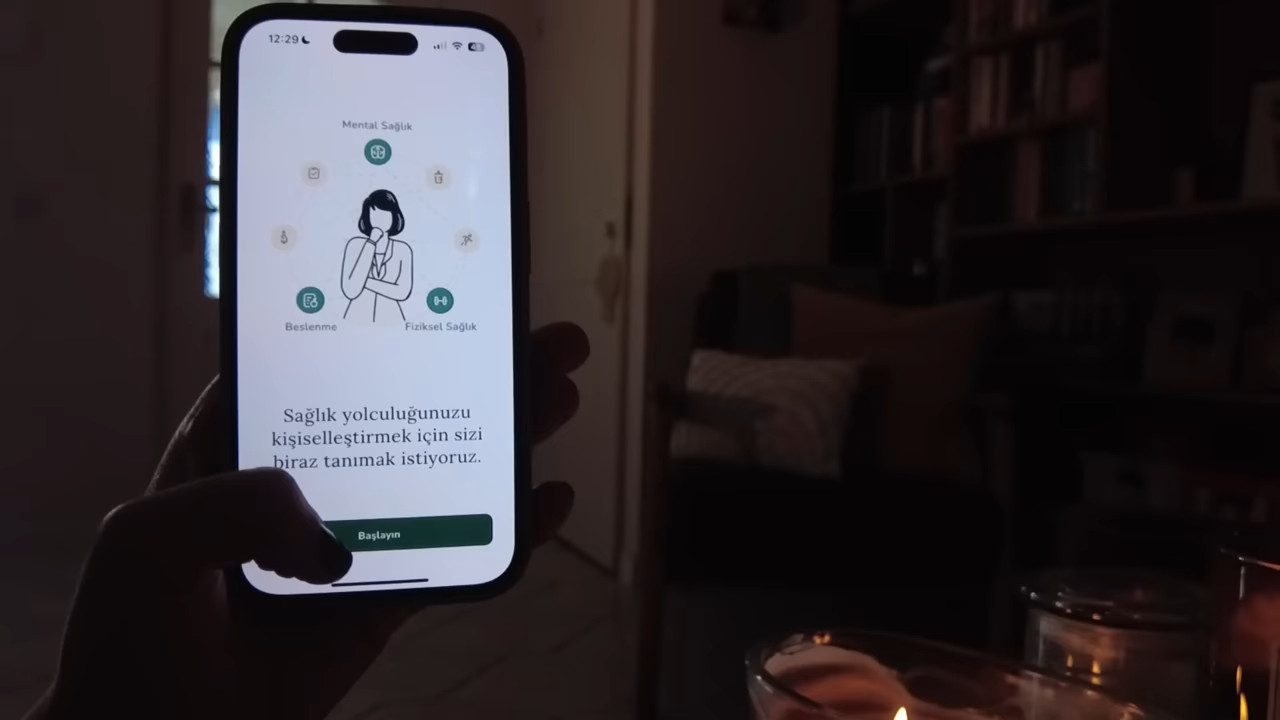 12:29
Mental Sağlık
Beslenme
Fiziksel Sağlık
Sağlık yolculuğunuzu
kişiselleştirmek için sizi
biraz tanımak istiyoruz.
Başlayın